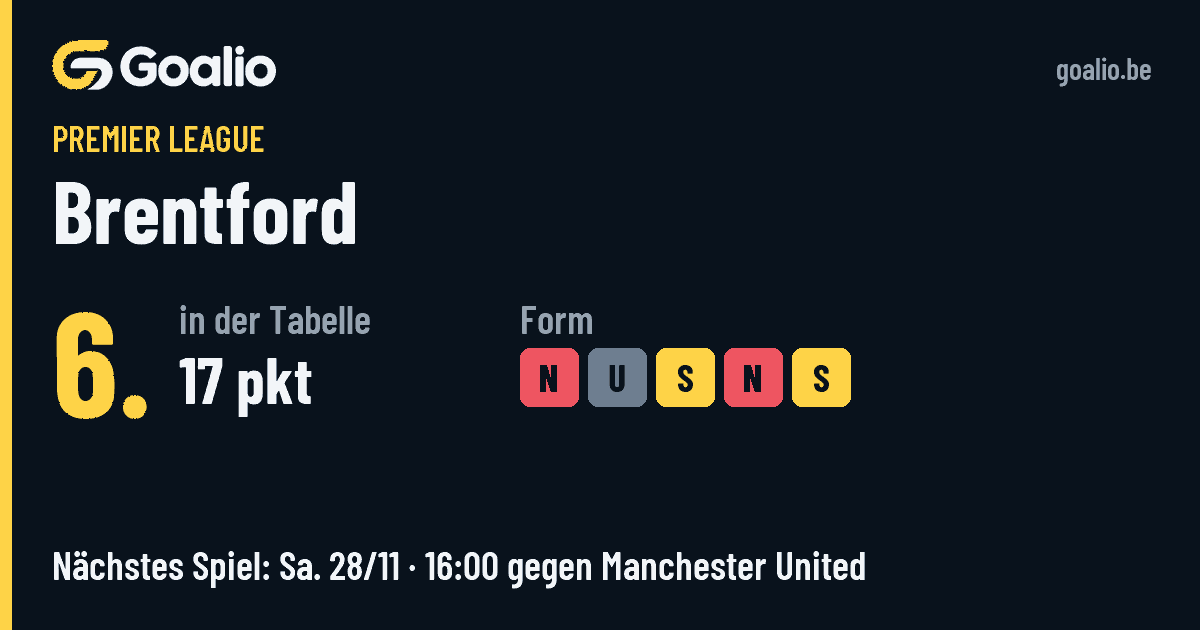 Goalio
goalio.be
PREMIER LEAGUE
Brentford
6.
in der Tabelle
17 pkt
Form
N U S N S
Nächstes Spiel: Sa. 28/11 · 16:00 gegen Manchester United